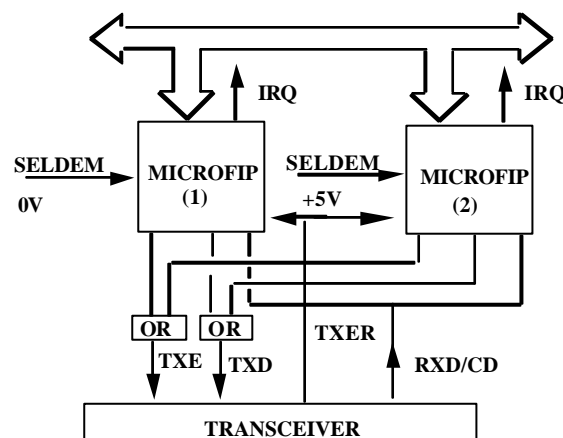 IRQ
IRQ
SELDEM
0V
MICROFIP
(1)
+5V
SELDEM
MICROFIP
(2)
OR
OR
TXE
TXD
TXER
RXD/CD
TRANSCEIVER